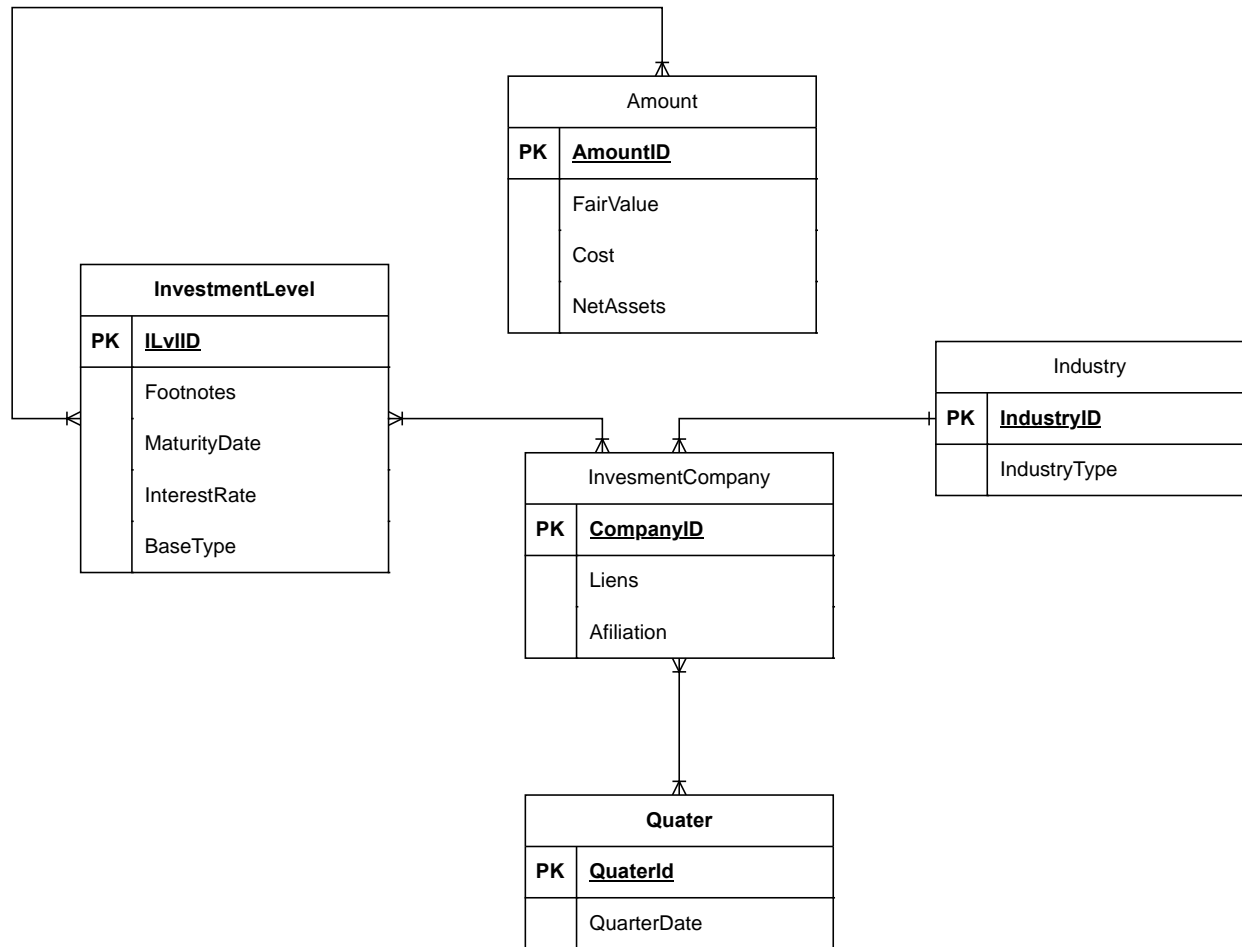 Amount
PK AmountID
FairValue
Cost
NetAssets
InvestmentLevel
PK ILvlID
Footnotes
MaturityDate
InterestRate
BaseType
Industry
PK IndustryID
IndustryType
InvesmentCompany
PK CompanyID
Liens
Afiliation
Quater
PK QuaterId
QuarterDate